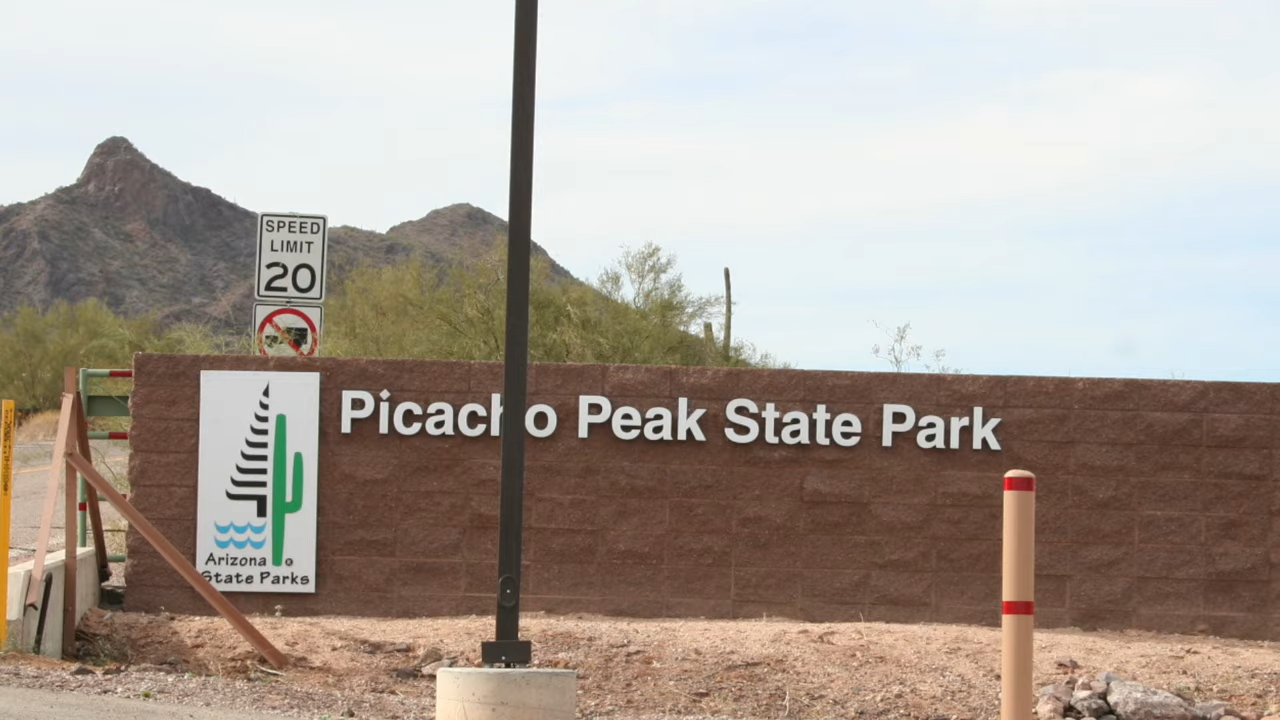 SPEED
LIMIT
20
Picacho Peak State Park
Arizona
State Parks